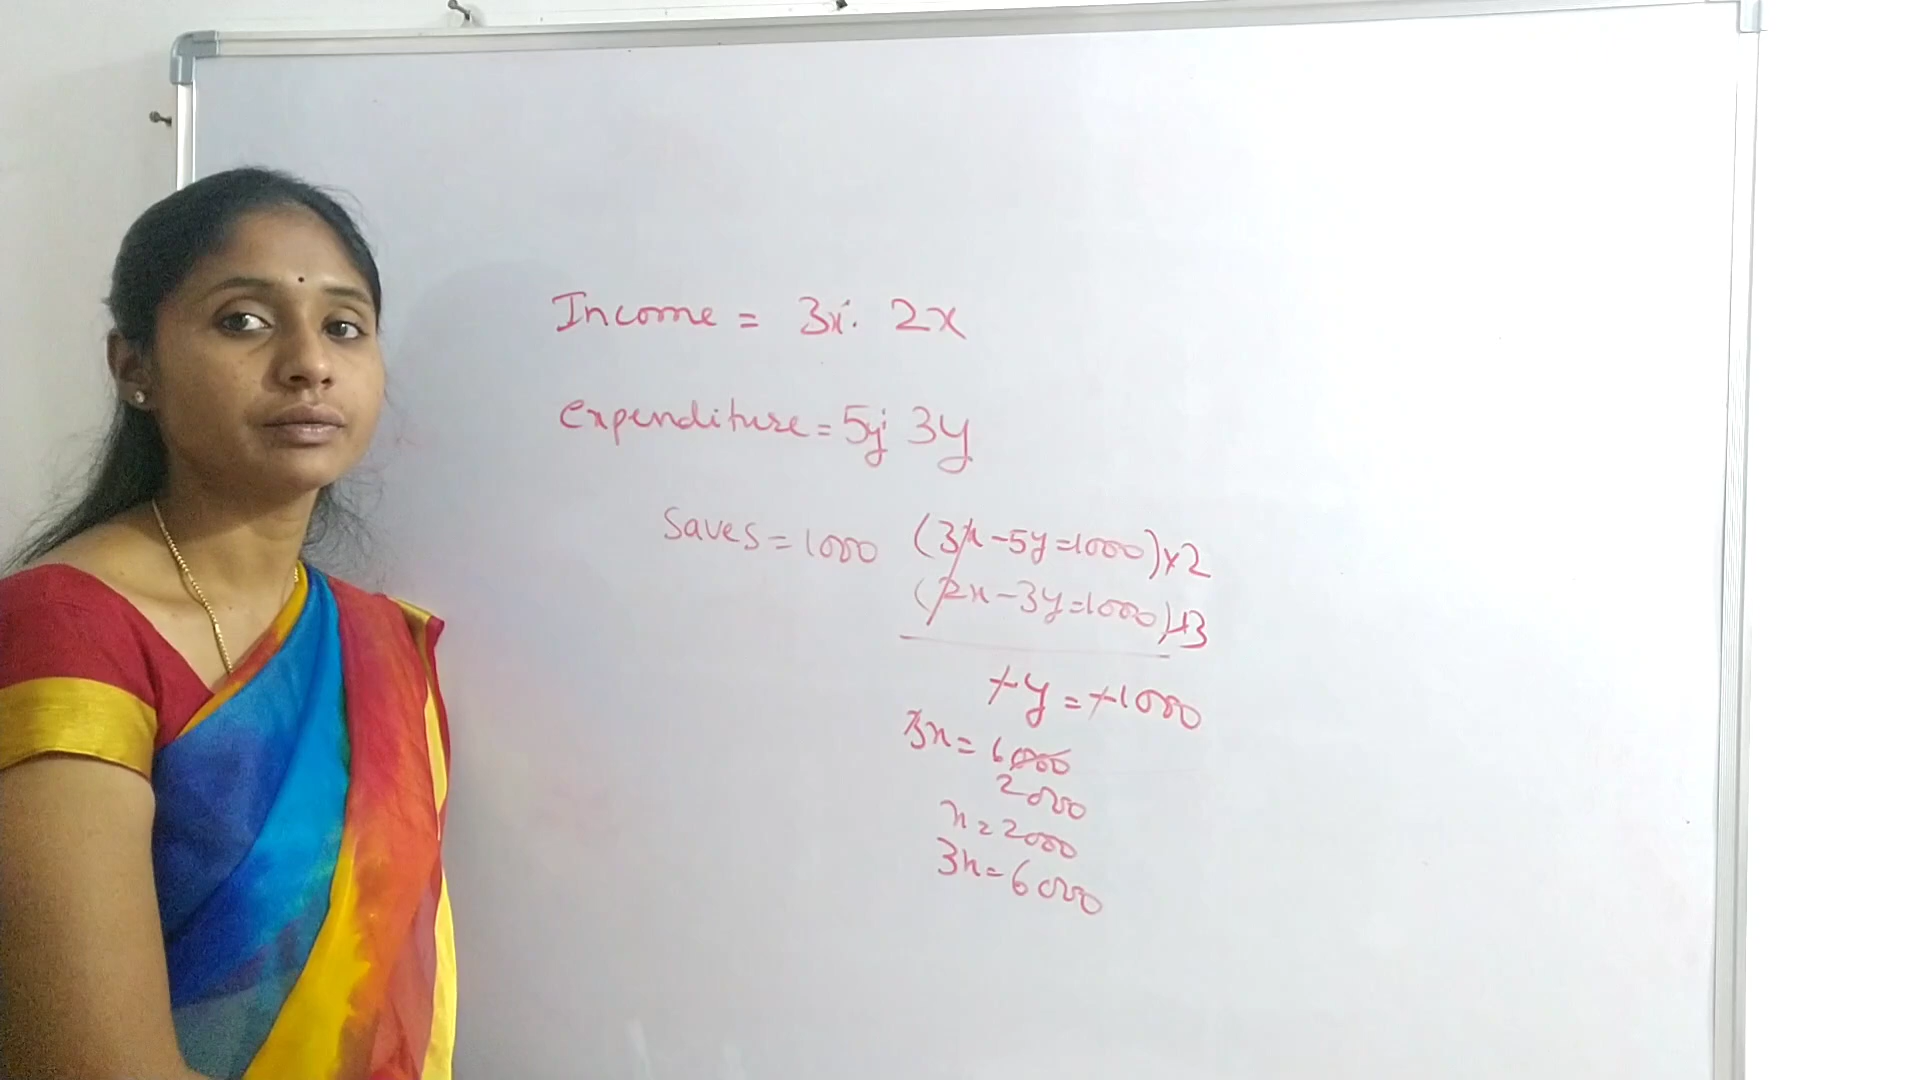 Income = 3x: 2x
expenditure = 5y: 3y
Saves = 1000 (3x - 5y = 1000) x 2
(2x - 3y = 1000) x 3
+y = +1000
3x = 6000
2000
x = 2000
3x = 6000